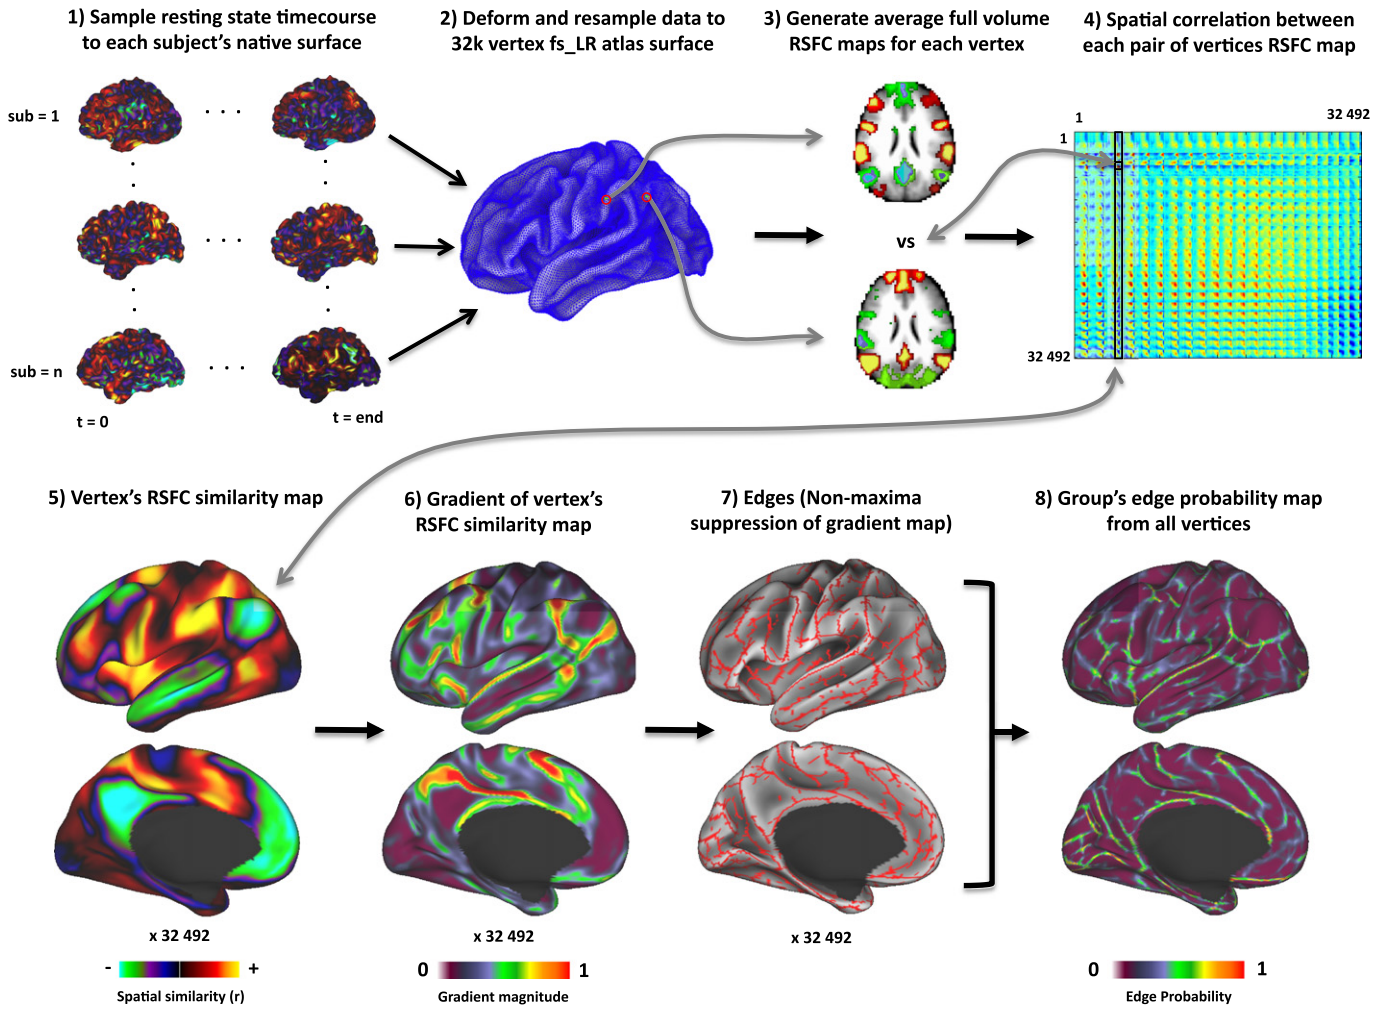 1) Sample resting state timecourse
to each subject's native surface
2) Deform and resample data to
32k vertex fs_LR atlas surface
3) Generate average full volume
RSFC maps for each vertex
4) Spatial correlation between
each pair of vertices RSFC map
sub = 1
sub = n
t = 0
t = end
vs
1
32 492
1
32 492
5) Vertex's RSFC similarity map
6) Gradient of vertex's
RSFC similarity map
7) Edges (Non-maxima
suppression of gradient map)
8) Group's edge probability map
from all vertices
x 32 492
x 32 492
x 32 492
- +
Spatial similarity (r)
0 1
Gradient magnitude
0 1
Edge Probability